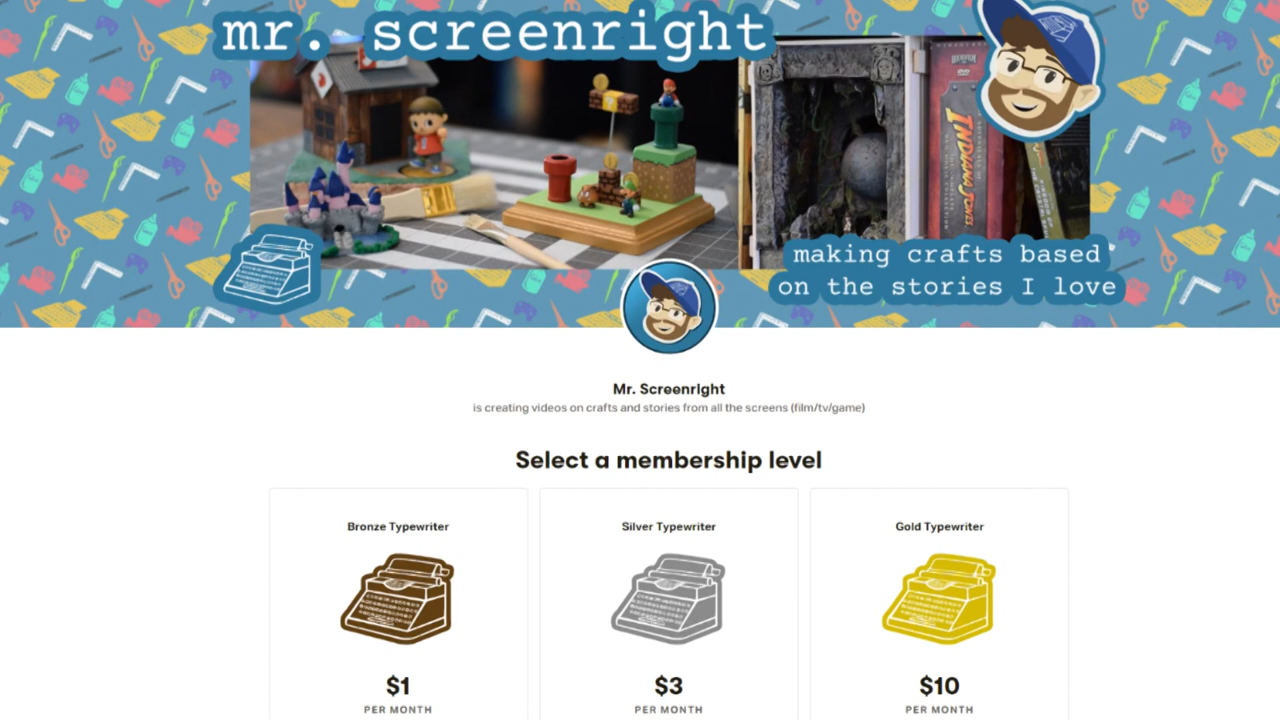 mr. screenright
INDIANA JONES
making crafts based
on the stories I love
Mr. Screenright
is creating videos on crafts and stories from all the screens (film/tv/game)
Select a membership level
Bronze Typewriter
Silver Typewriter
Gold Typewriter
$1
$3
$10
PER MONTH
PER MONTH
PER MONTH